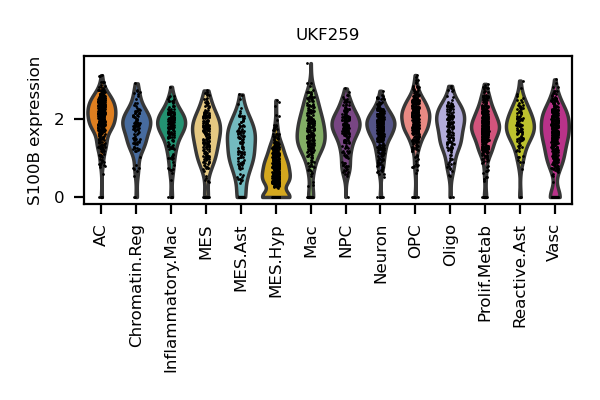 UKF259
S100B expression
2
0
AC
Chromatin.Reg
Inflammatory.Mac
MES
MES.Ast
MES.Hyp
Mac
NPC
Neuron
OPC
Oligo
Prolif.Metab
Reactive.Ast
Vasc